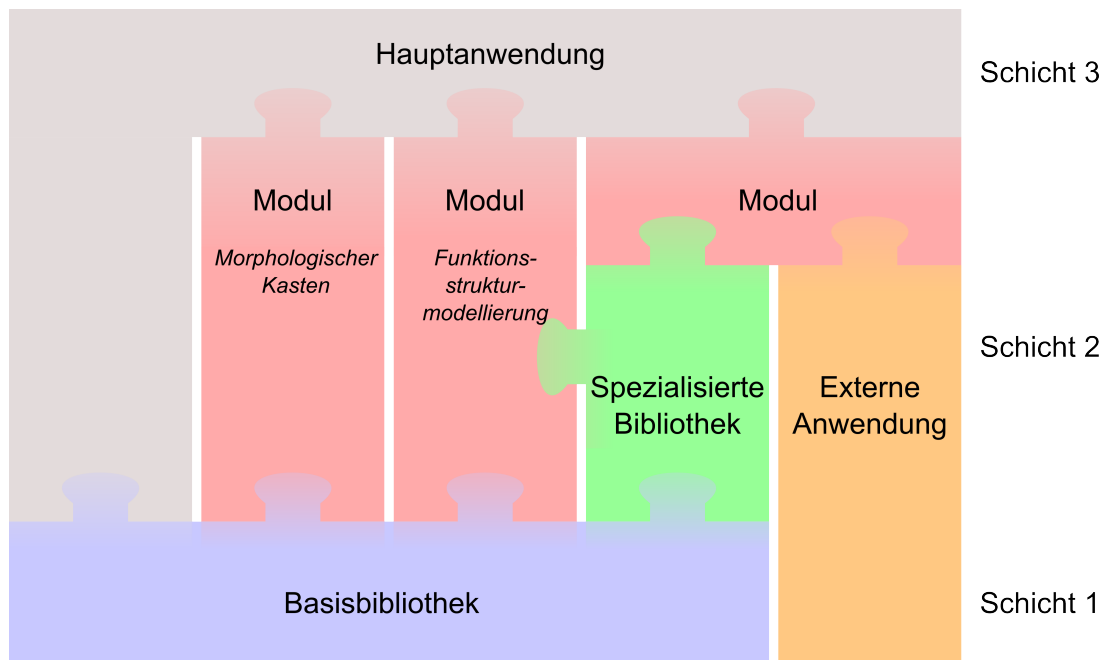 Hauptanwendung
Schicht 3
Modul
Modul
Modul
Morphologischer
Kasten
Funktions-
struktur-
modellierung
Schicht 2
Spezialisierte
Bibliothek
Externe
Anwendung
Basisbibliothek
Schicht 1